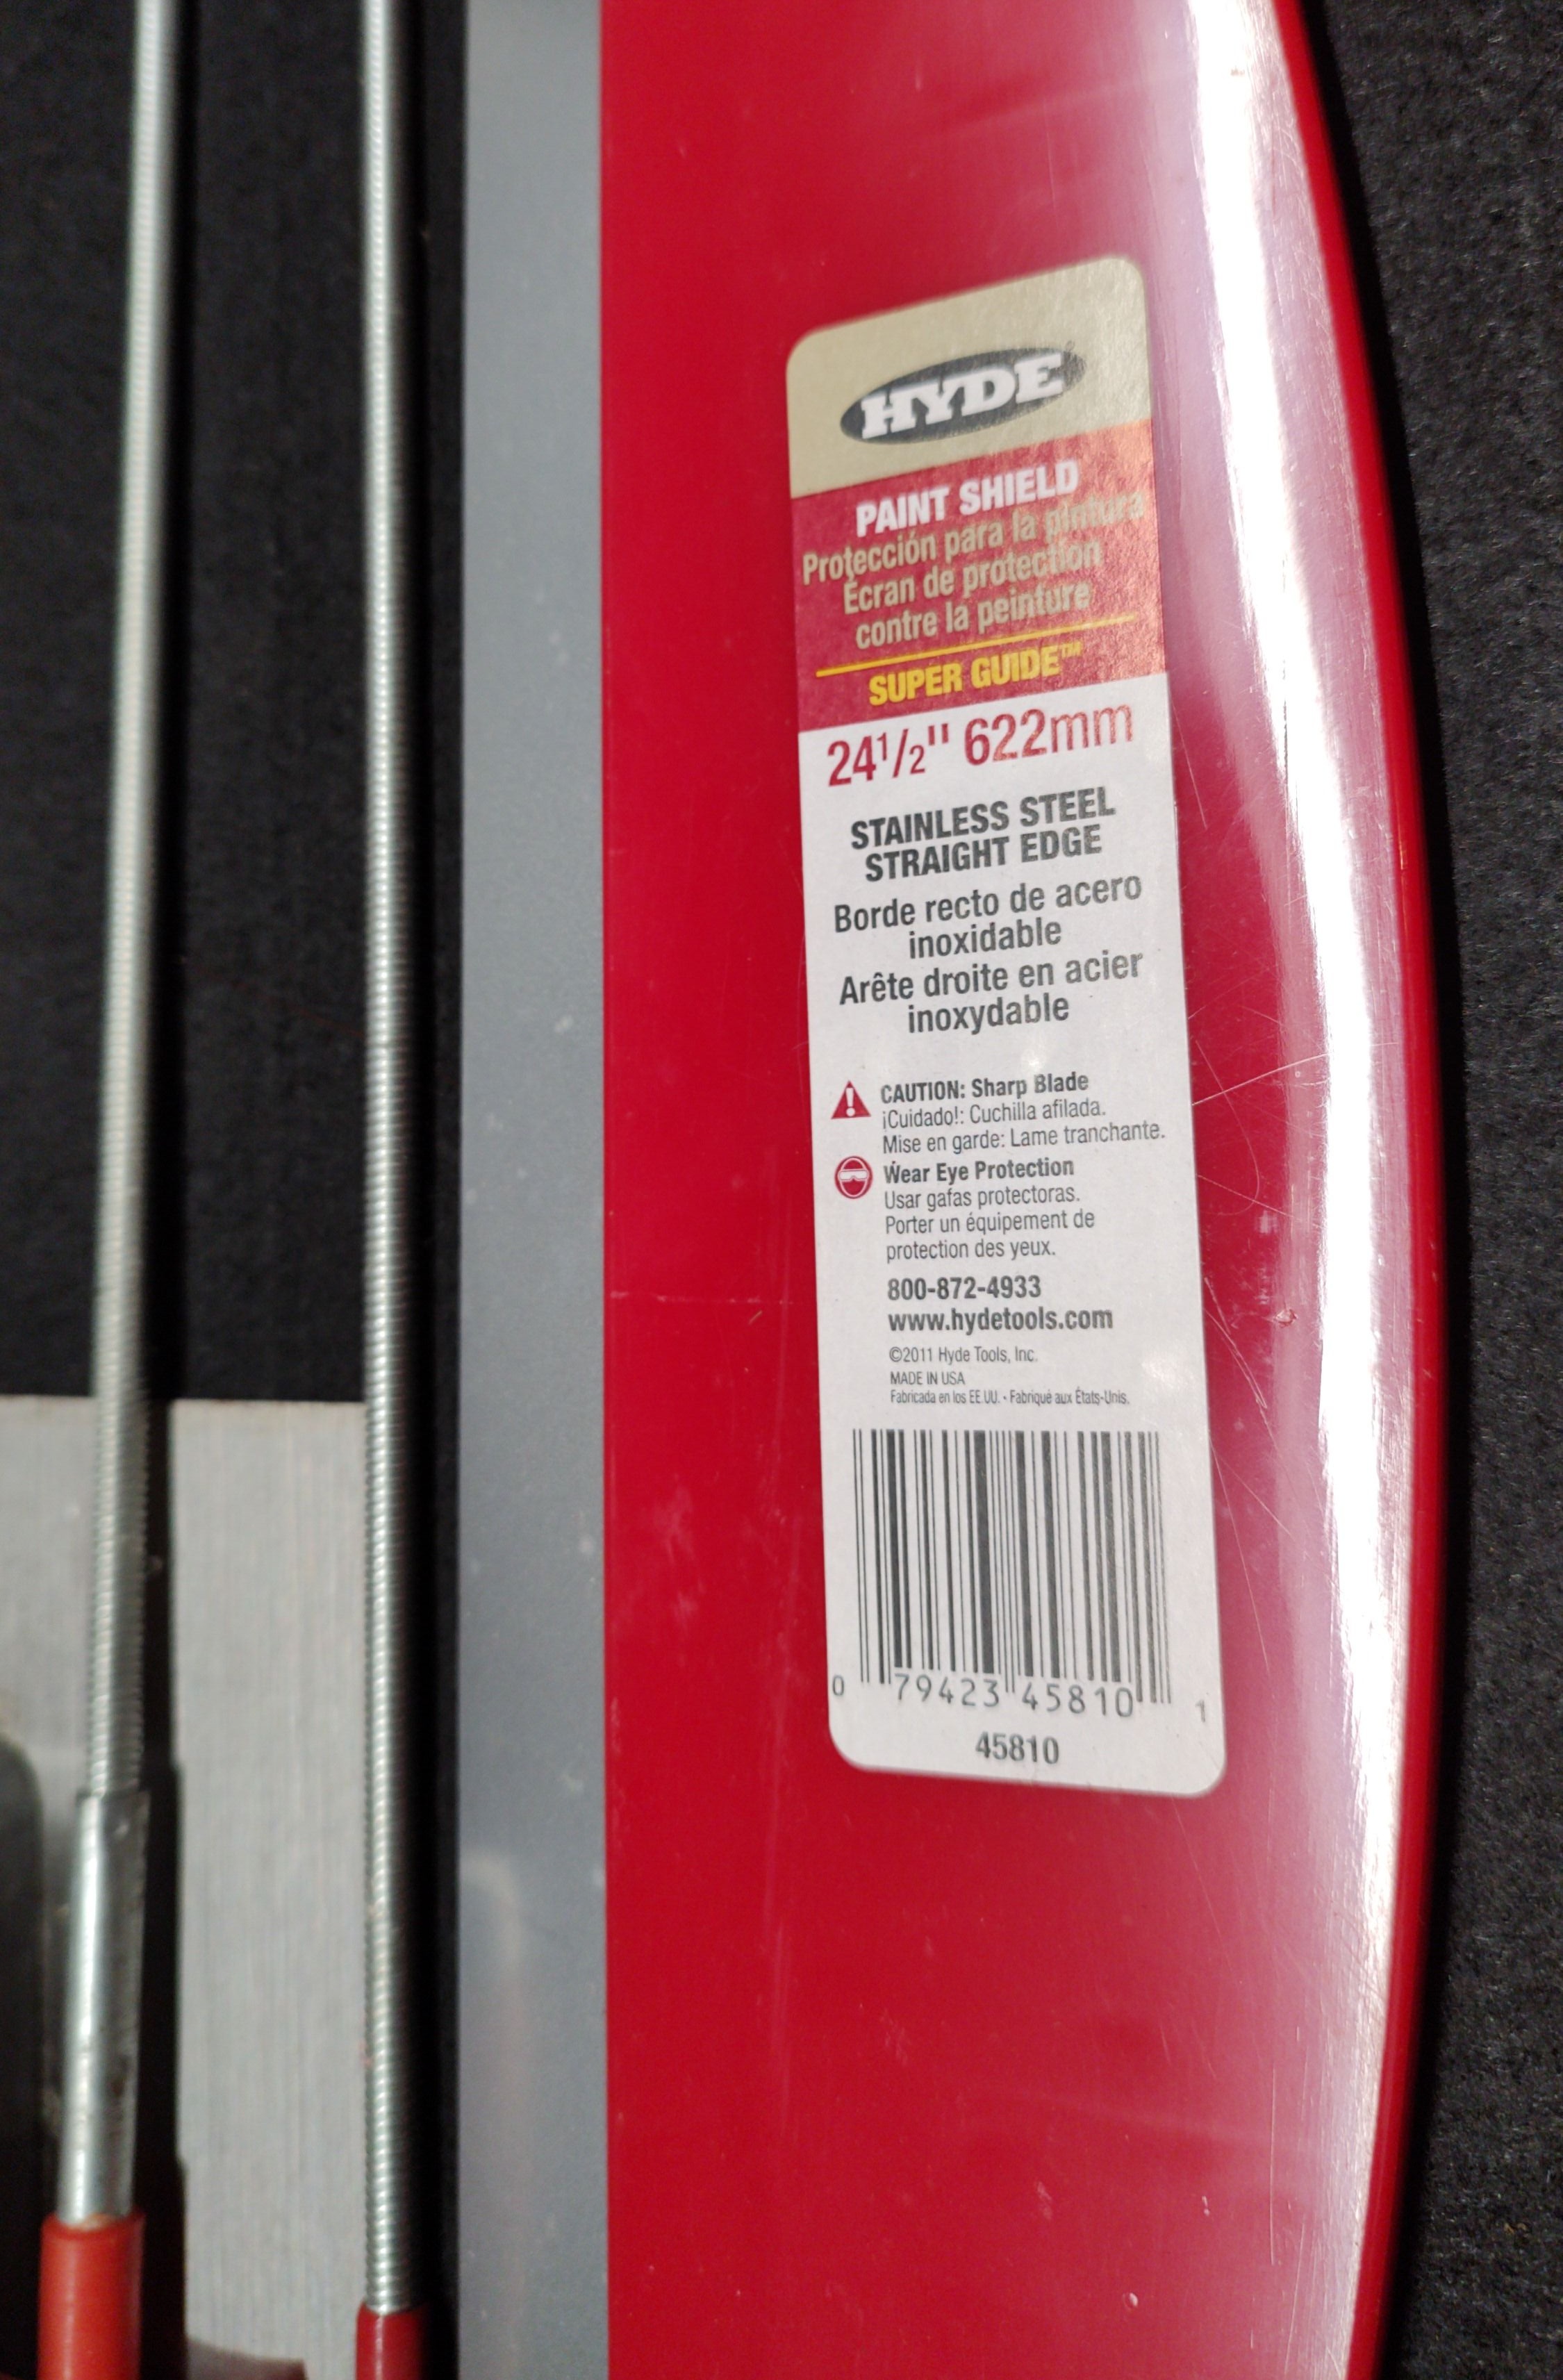 HYDE
PAINT SHIELD
Protección para la pintura
Écran de protection
contre la peinture
SUPER GUIDE™
24 1/2" 622mm
STAINLESS STEEL
STRAIGHT EDGE
Borde recto de acero
inoxidable
Arête droite en acier
inoxydable
CAUTION: Sharp Blade
¡Cuidado!: Cuchilla afilada.
Mise en garde: Lame tranchante.
Wear Eye Protection
Usar gafas protectoras.
Porter un équipement de
protection des yeux.
800-872-4933
www.hydetools.com
©2011 Hyde Tools, Inc.
MADE IN USA
Fabricada en los EE.UU. • Fabriqué aux États-Unis.
0 79423 45810 1
45810